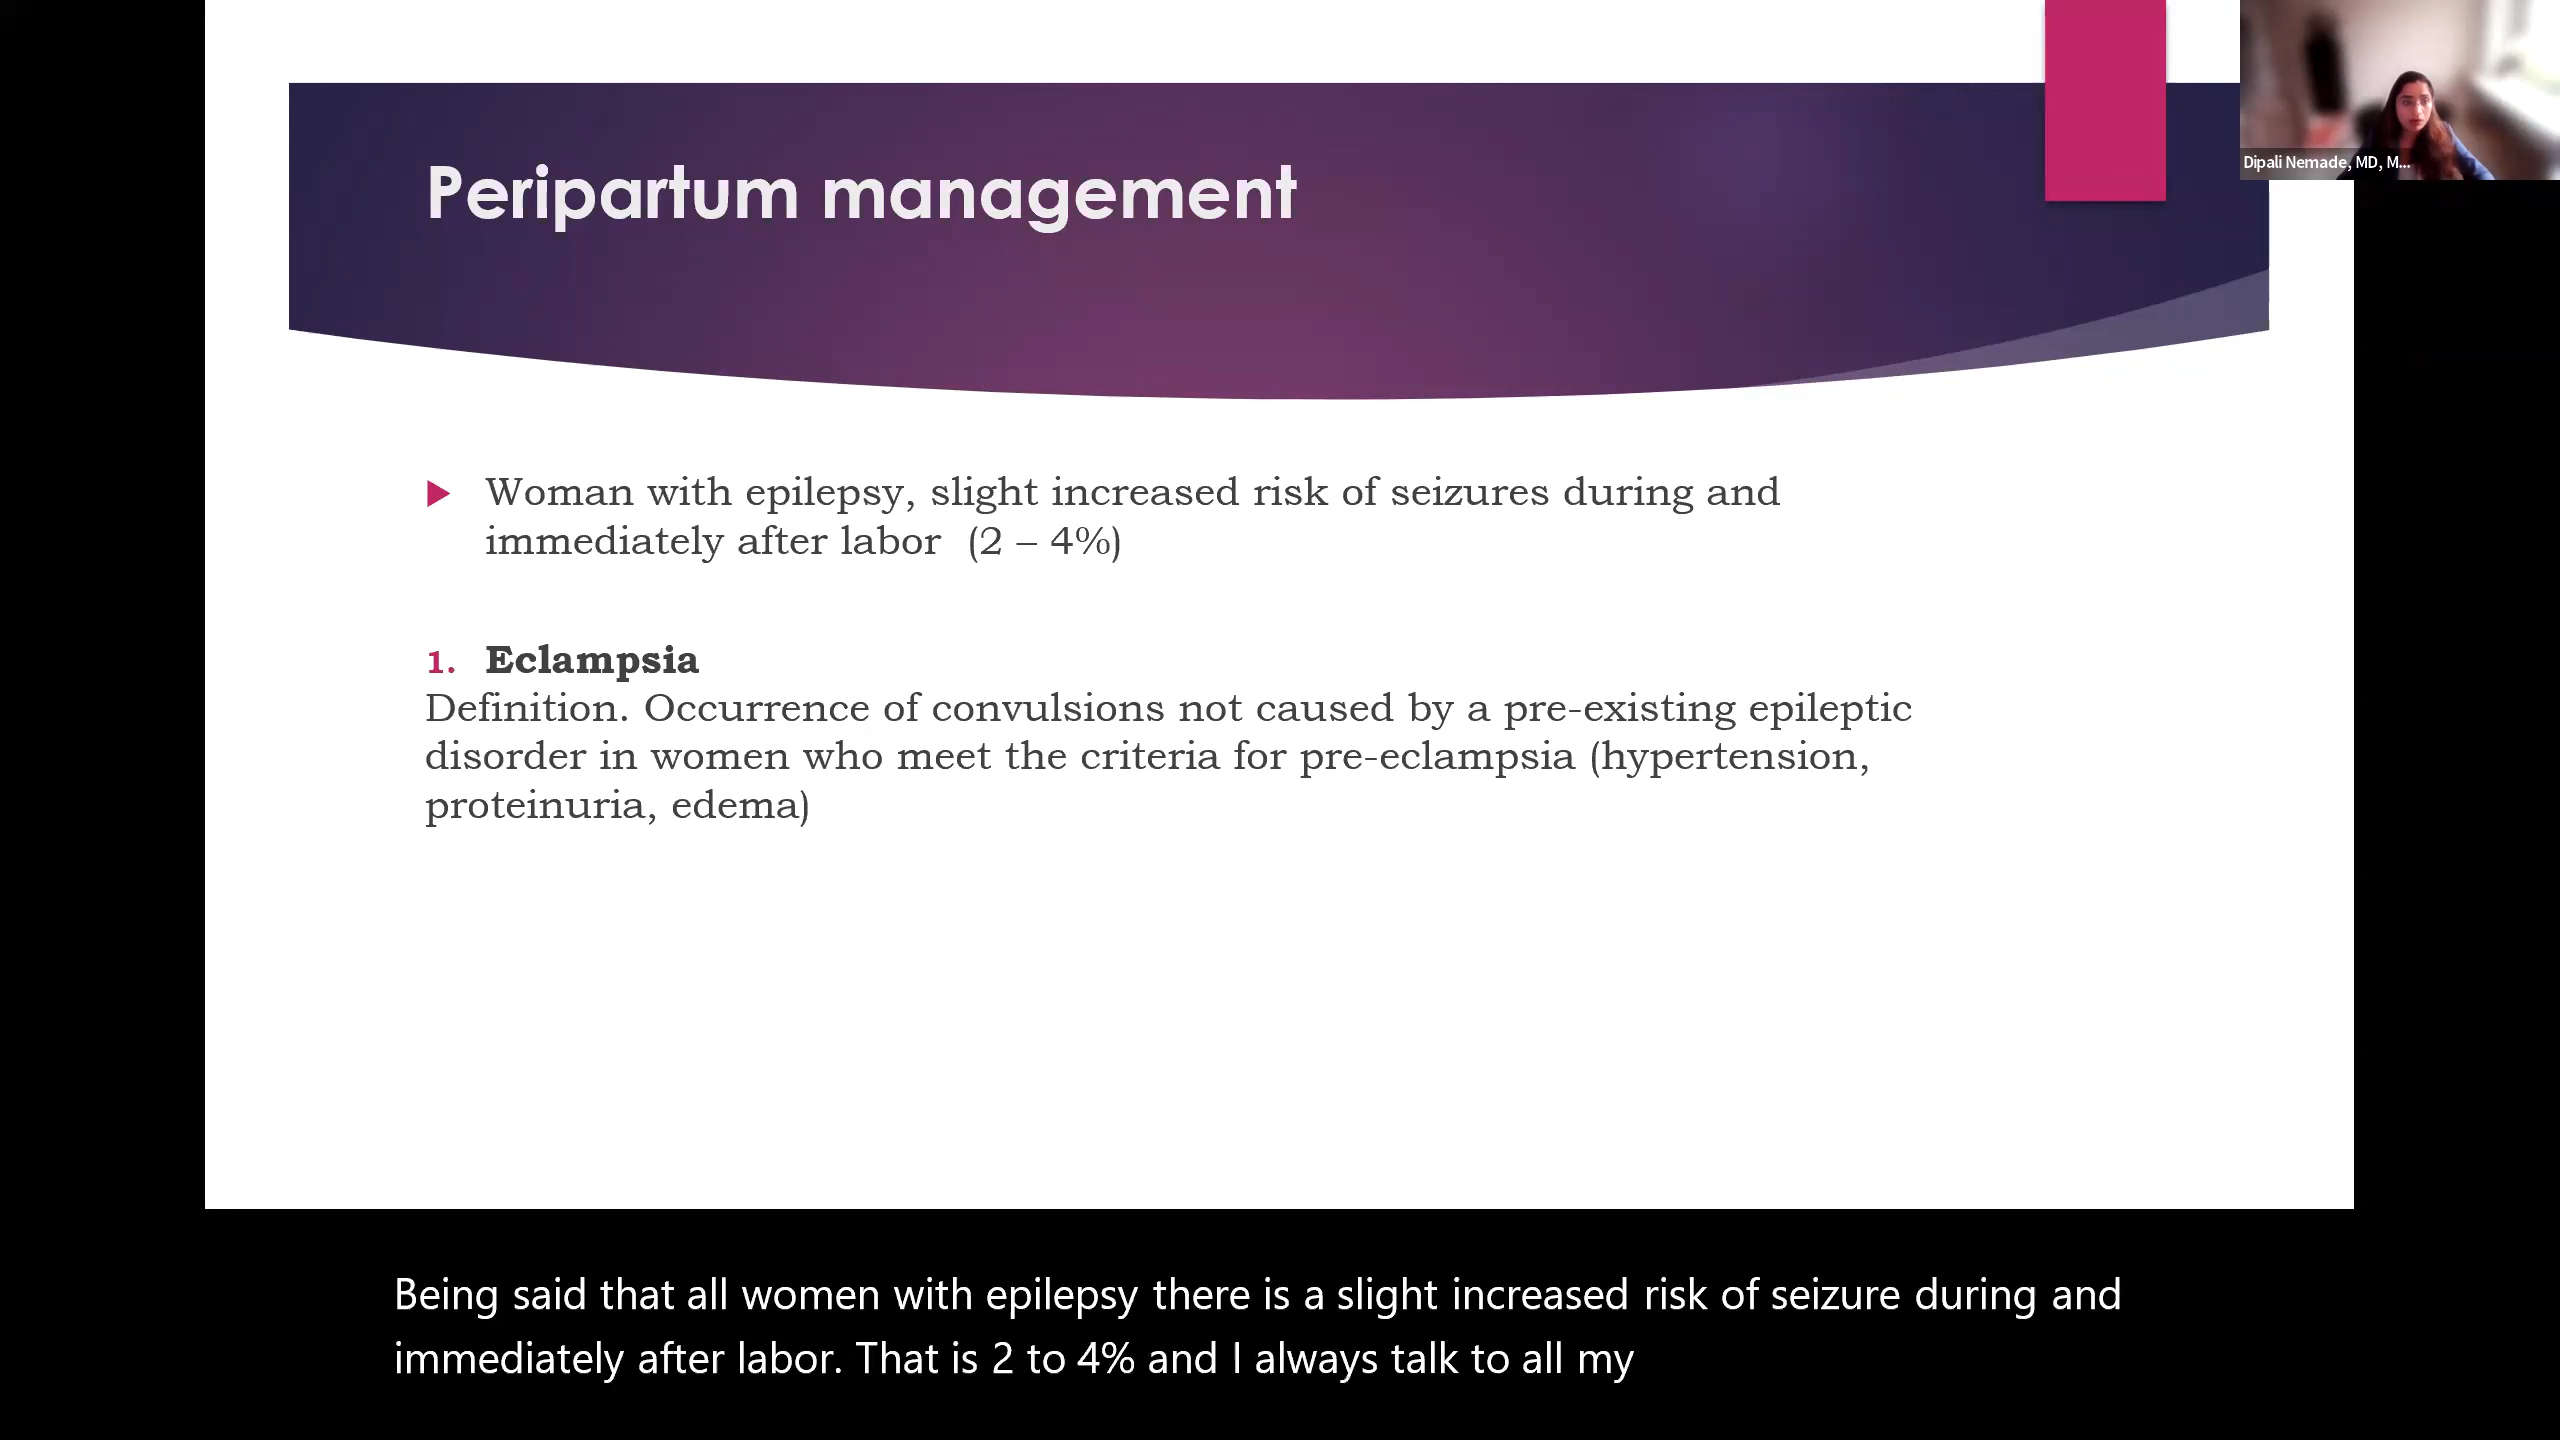 Peripartum management
Dipali Nemade, MD, M...
Woman with epilepsy, slight increased risk of seizures during and
immediately after labor (2 – 4%)
1. Eclampsia
Definition. Occurrence of convulsions not caused by a pre-existing epileptic
disorder in women who meet the criteria for pre-eclampsia (hypertension,
proteinuria, edema)
Being said that all women with epilepsy there is a slight increased risk of seizure during and
immediately after labor. That is 2 to 4% and I always talk to all my